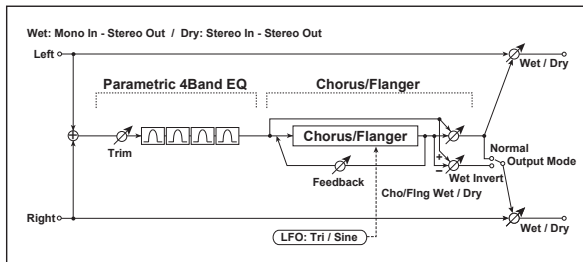 Wet: Mono In - Stereo Out / Dry: Stereo In - Stereo Out
Left
Wet / Dry
Parametric 4Band EQ
Chorus/Flanger
Trim
Chorus/Flanger
+
−
Normal
Output Mode
Wet Invert
Feedback
Cho/Flng Wet / Dry
Right
Wet / Dry
LFO: Tri / Sine